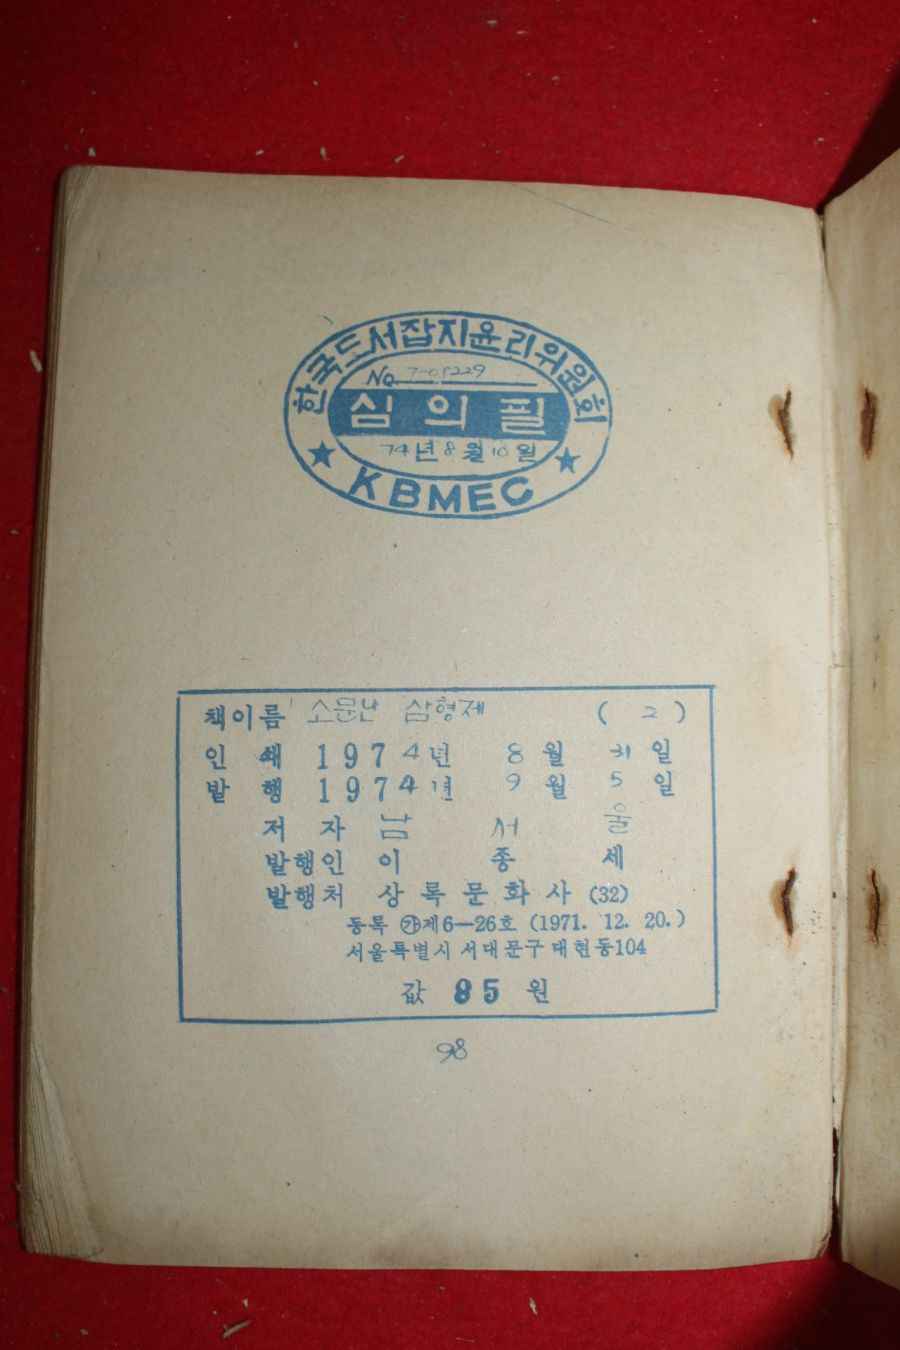 한국도서잡지윤리위원회
No 7-05229
심의필
74년 8월 10일
★ KBMEC ★
책이름 소문난 삼형제 ( 2 )
인 쇄 1974년 8월 31일
발 행 1974년 9월 5일
저 자 남 서 울
발행인 이 종 세
발행처 상록문화사 (32)
등록 ㉮제6—26호 (1971. 12. 20.)
서울특별시 서대문구 대현동104
값 85 원
98